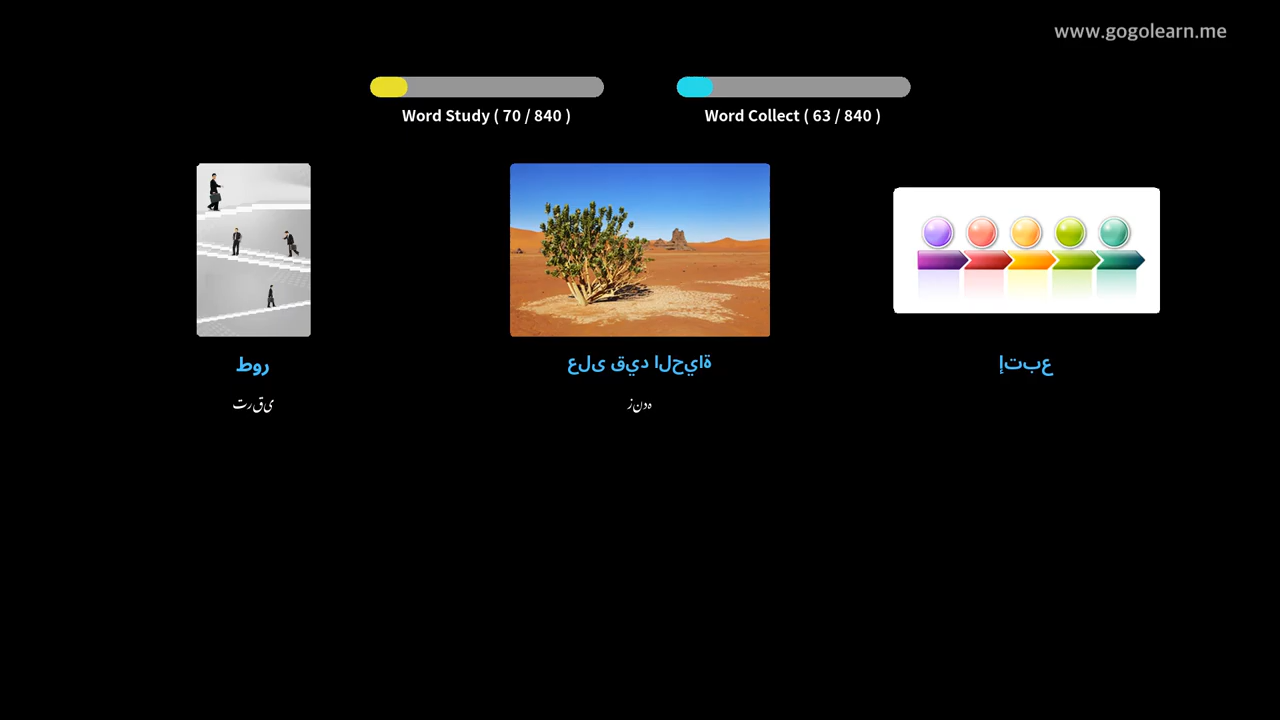 www.gogolearn.me
Word Study ( 70 / 840 )
Word Collect ( 63 / 840 )
طور
على قيد الحياة
إتبع
ترقی
زندہ